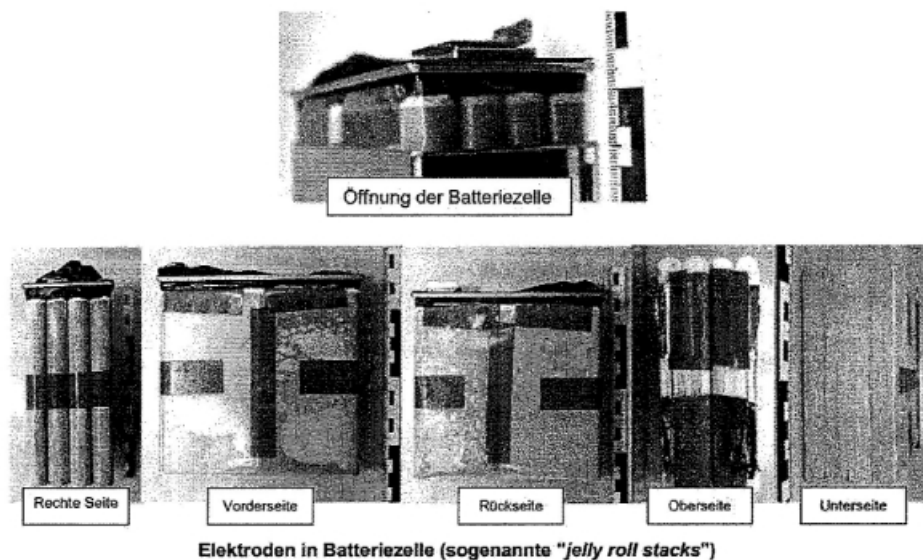 Öffnung der Batteriezelle
Rechte Seite
Vorderseite
Rückseite
Oberseite
Unterseite
Elektroden in Batteriezelle (sogenannte "jelly roll stacks")